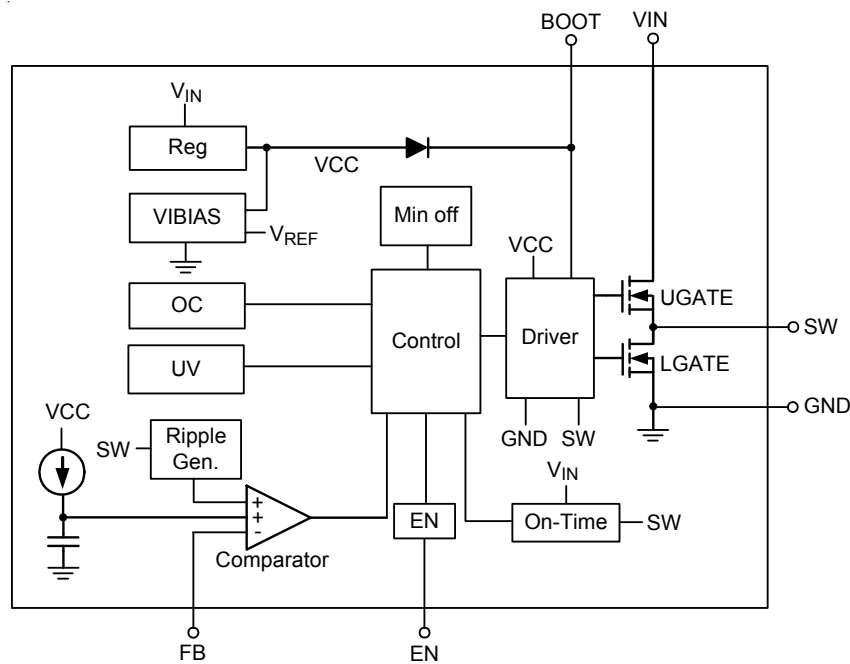 BOOT VIN
VIN
Reg
VCC
VIBIAS
VREF
Min off
VCC
OC
Control
Driver
UGATE
SW
UV
LGATE
VCC
GND
SW
Ripple
Gen.
GND SW
VIN
+
+
-
EN
On-Time
SW
Comparator
FB
EN